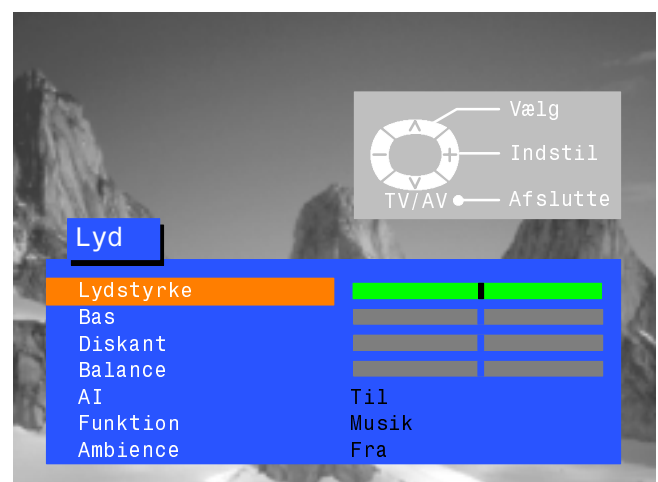 Vælg
Indstil
TV/AV Afslutte
Lyd
Lydstyrke
Bas
Diskant
Balance
AI Til
Funktion Musik
Ambience Fra